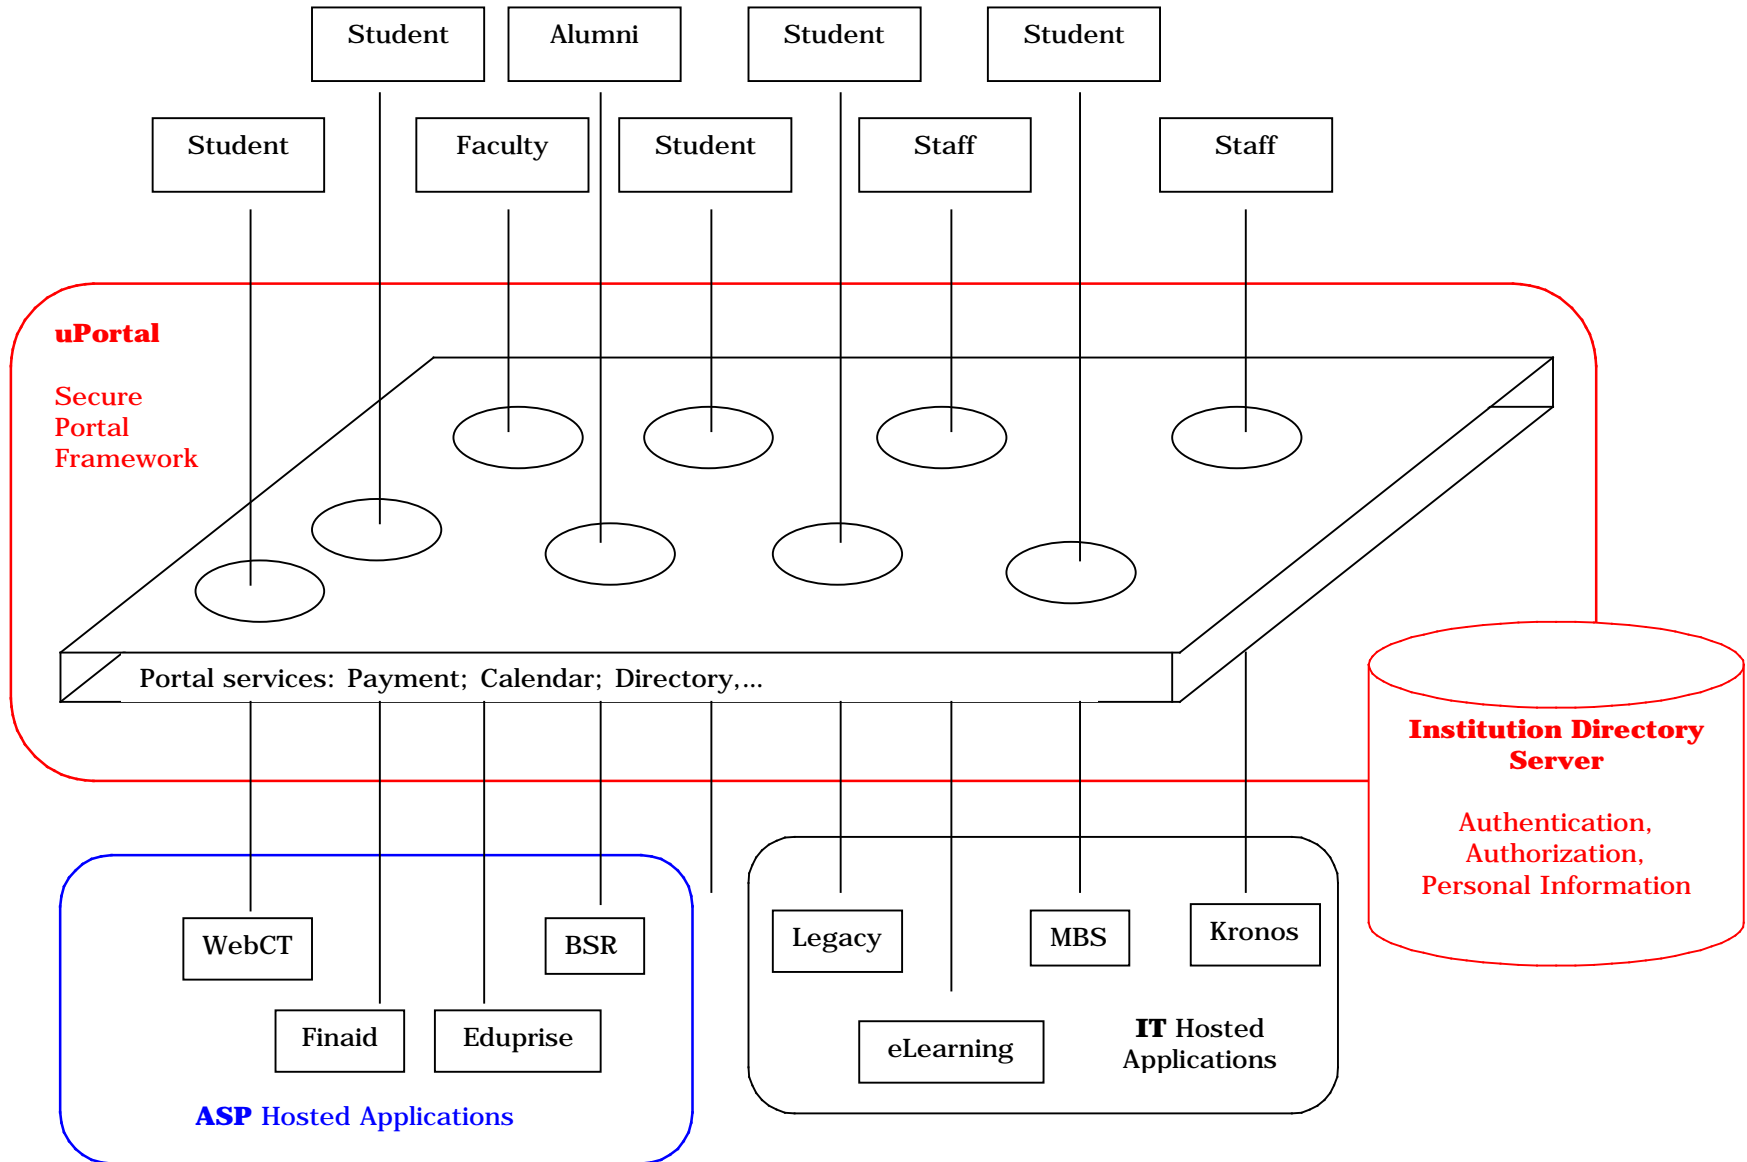 Student
Alumni
Student
Student
Student
Faculty
Student
Staff
Staff
uPortal
Secure
Portal
Framework
Portal services: Payment; Calendar; Directory,...
Institution Directory
Server
Authentication,
Authorization,
Personal Information
WebCT
BSR
Finaid
Eduprise
ASP Hosted Applications
Legacy
MBS
Kronos
eLearning
IT Hosted
Applications